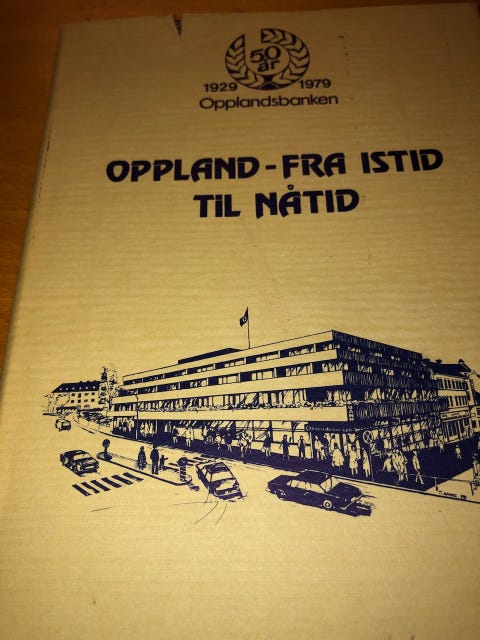 50
år
1929 1979
Opplandsbanken
OPPLAND - FRA ISTID
TIL NÅTID